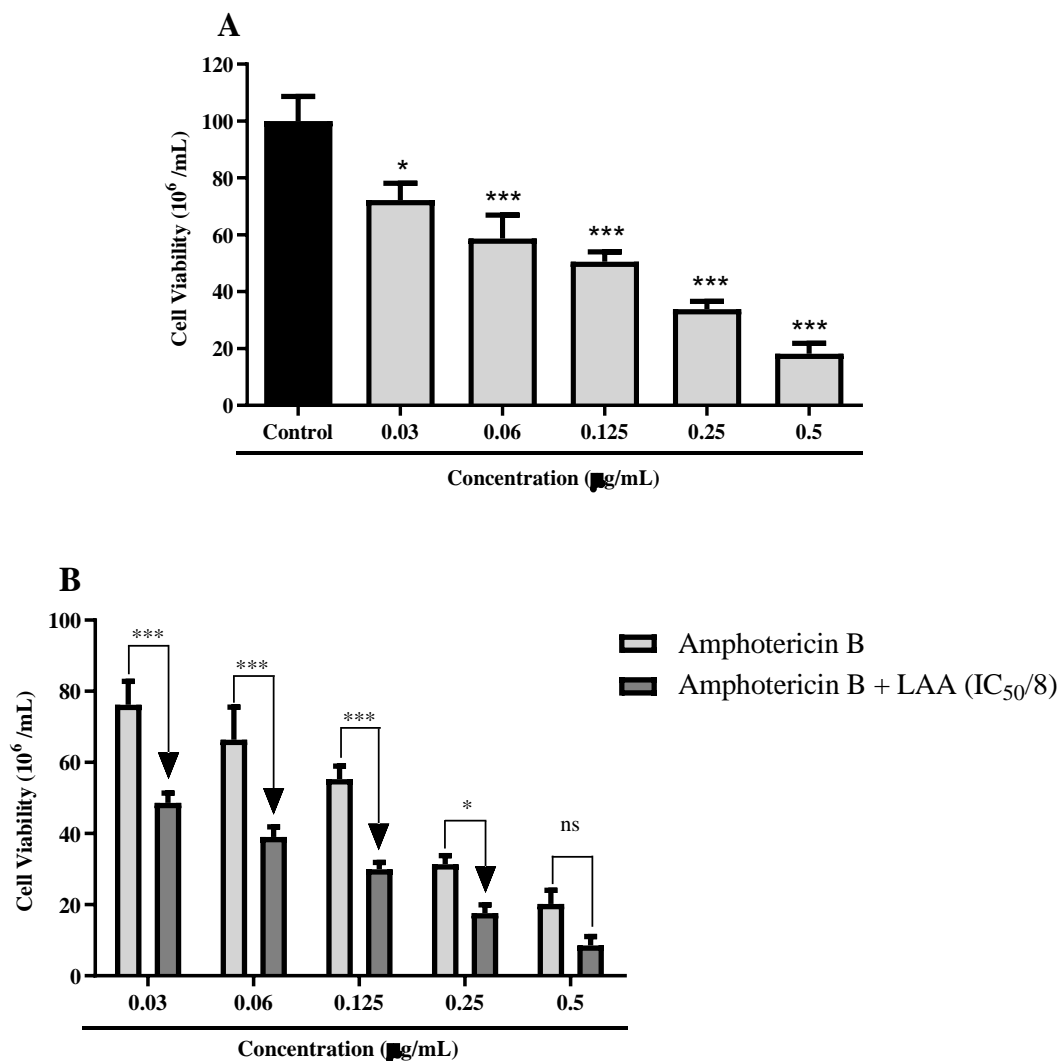 A
120
100
80
60
40
20
0
Cell Viability (10⁶ /mL)
*
***
***
***
***
Control 0.03 0.06 0.125 0.25 0.5
Concentration (µg/mL)
B
100
80
60
40
20
0
Cell Viability (10⁶ /mL)
***
***
***
*
ns
0.03 0.06 0.125 0.25 0.5
Concentration (µg/mL)
Amphotericin B
Amphotericin B + LAA (IC₅₀/8)